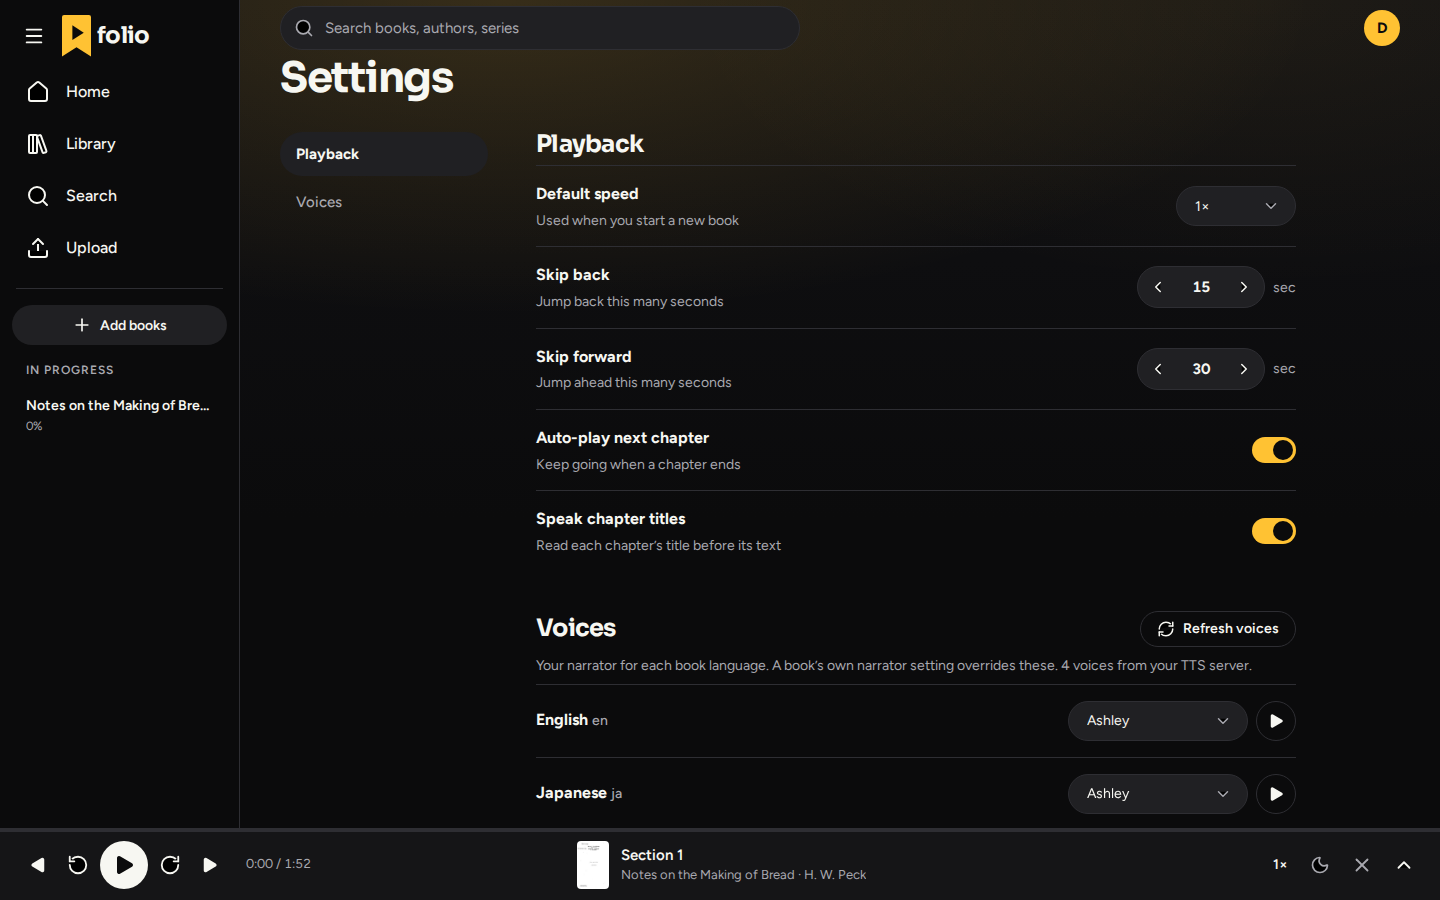 folio
Search books, authors, series
D
Home
Library
Search
Upload
Add books
IN PROGRESS
Notes on the Making of Bre...
0%
Settings
Playback
Voices
Playback
Default speed
Used when you start a new book
1×
Skip back
Jump back this many seconds
15
sec
Skip forward
Jump ahead this many seconds
30
sec
Auto-play next chapter
Keep going when a chapter ends
Speak chapter titles
Read each chapter’s title before its text
Voices
Refresh voices
Your narrator for each book language. A book’s own narrator setting overrides these. 4 voices from your TTS server.
English en
Ashley
Japanese ja
Ashley
0:00 / 1:52
Section 1
Notes on the Making of Bread · H. W. Peck
1×